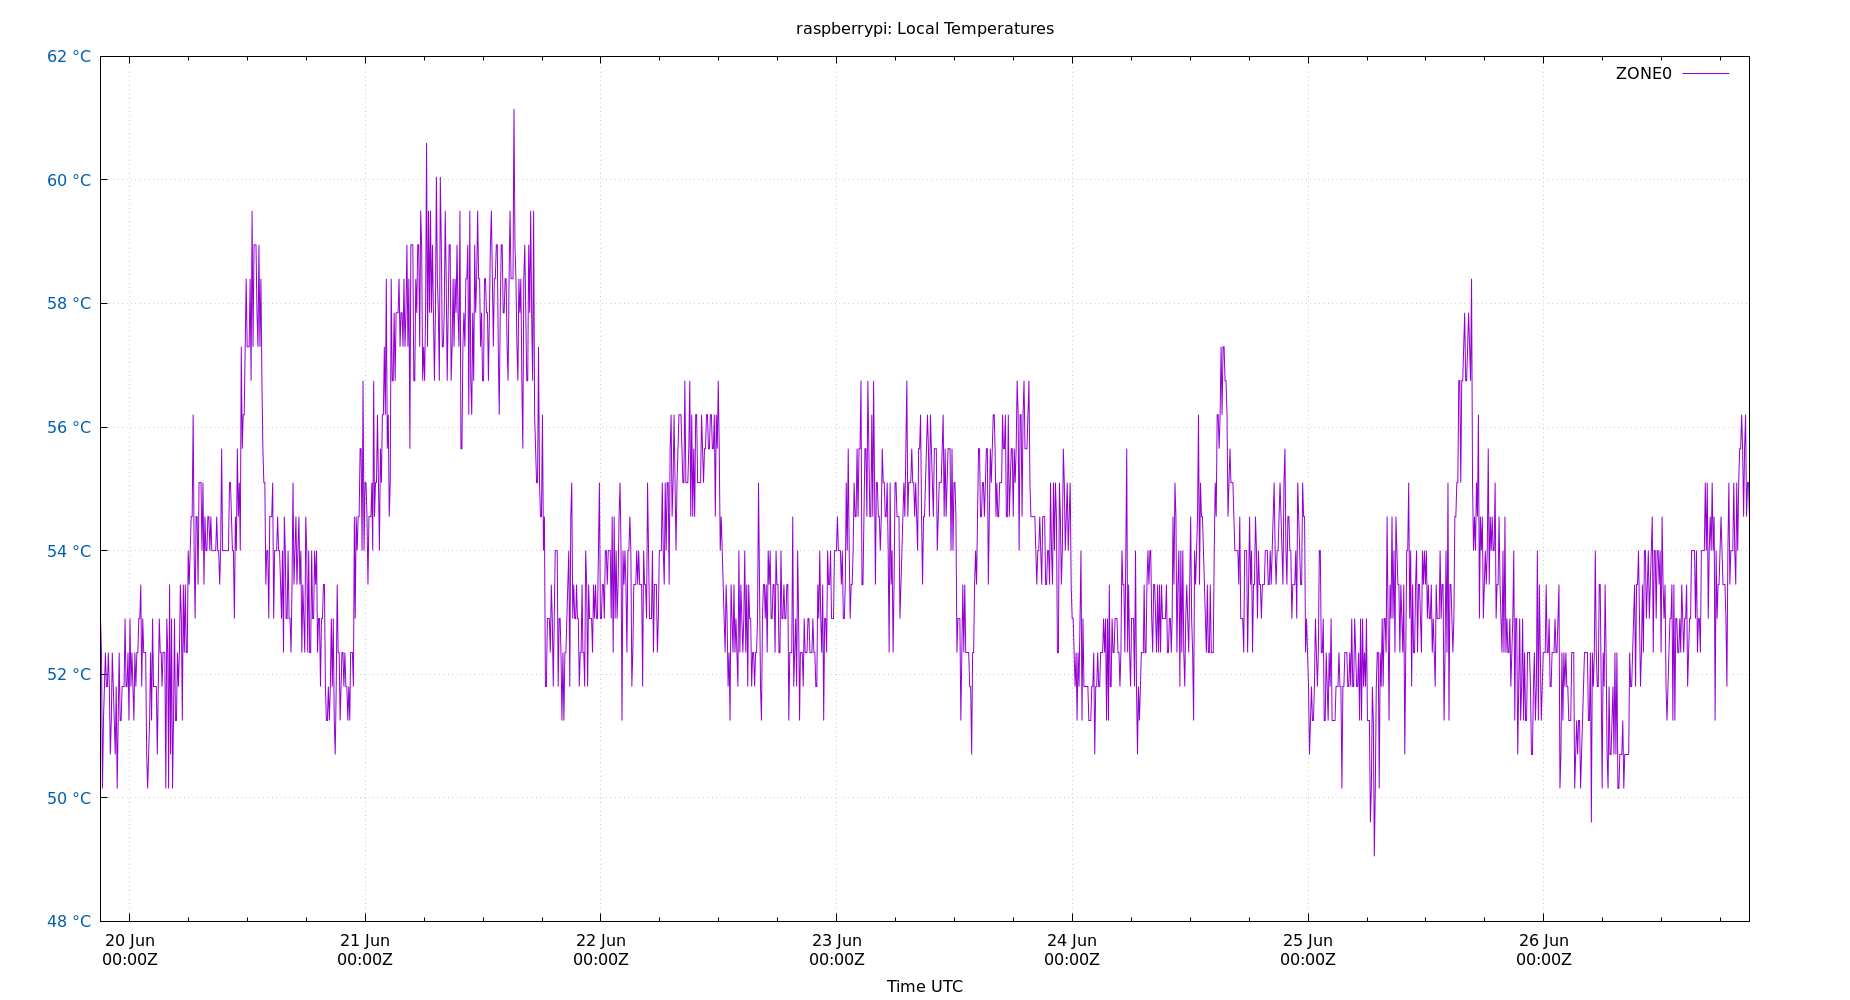 raspberrypi: Local Temperatures
ZONE0
62 °C
60 °C
58 °C
56 °C
54 °C
52 °C
50 °C
48 °C
20 Jun 21 Jun 22 Jun 23 Jun 24 Jun 25 Jun 26 Jun
00:00Z 00:00Z 00:00Z 00:00Z 00:00Z 00:00Z 00:00Z
Time UTC